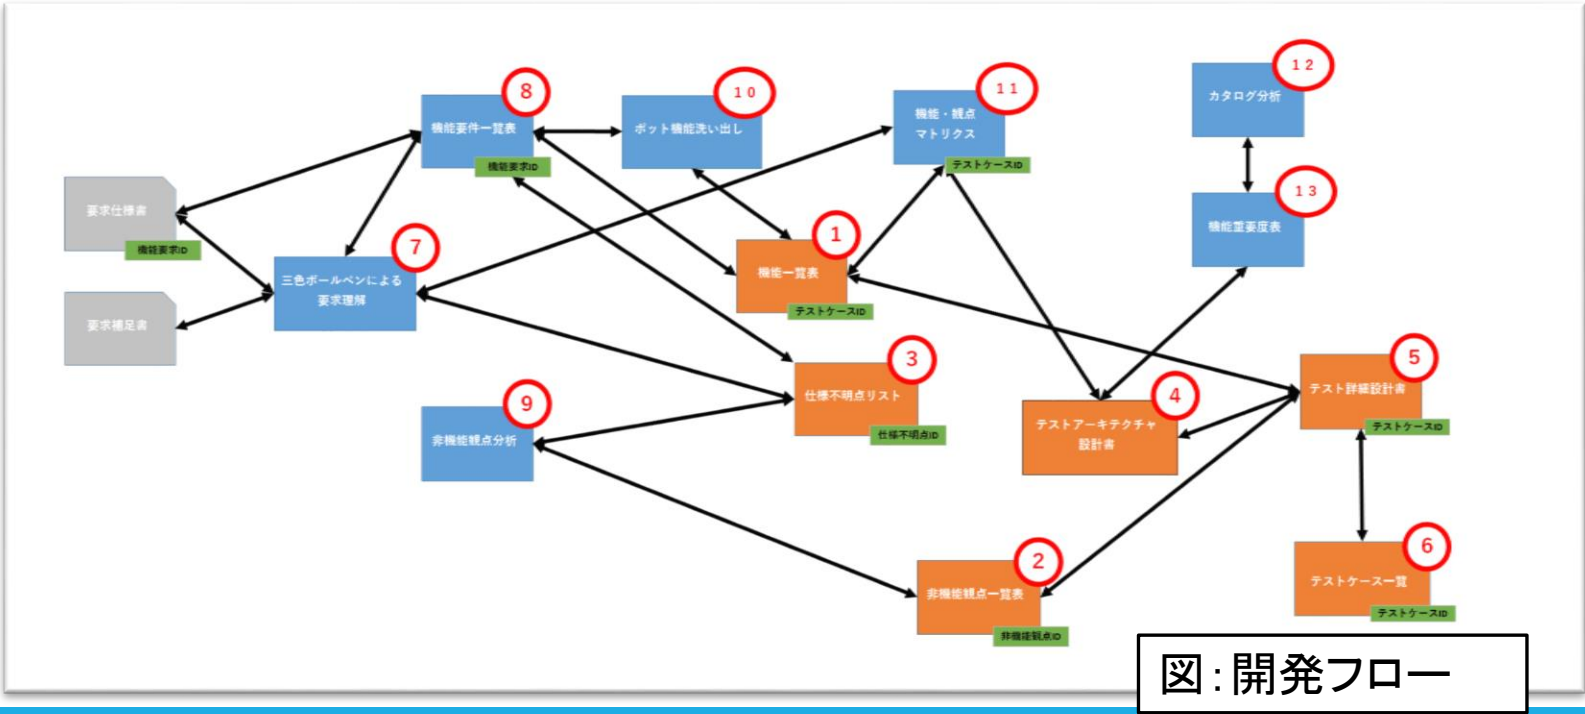 8
機能要件一覧表
機能要求ID
10
ポット機能洗い出し
11
機能・観点
マトリクス
テストケースID
12
カタログ分析
13
機能重要度表
要求仕様書
機能要求ID
要求補足書
7
三色ボールペンによる
要求理解
1
機能一覧表
テストケースID
3
仕様不明点リスト
仕様不明点ID
9
非機能観点分析
4
テストアーキテクチャ
設計書
5
テスト詳細設計書
テストケースID
2
非機能観点一覧表
非機能観点ID
6
テストケース一覧
テストケースID
図:開発フロー